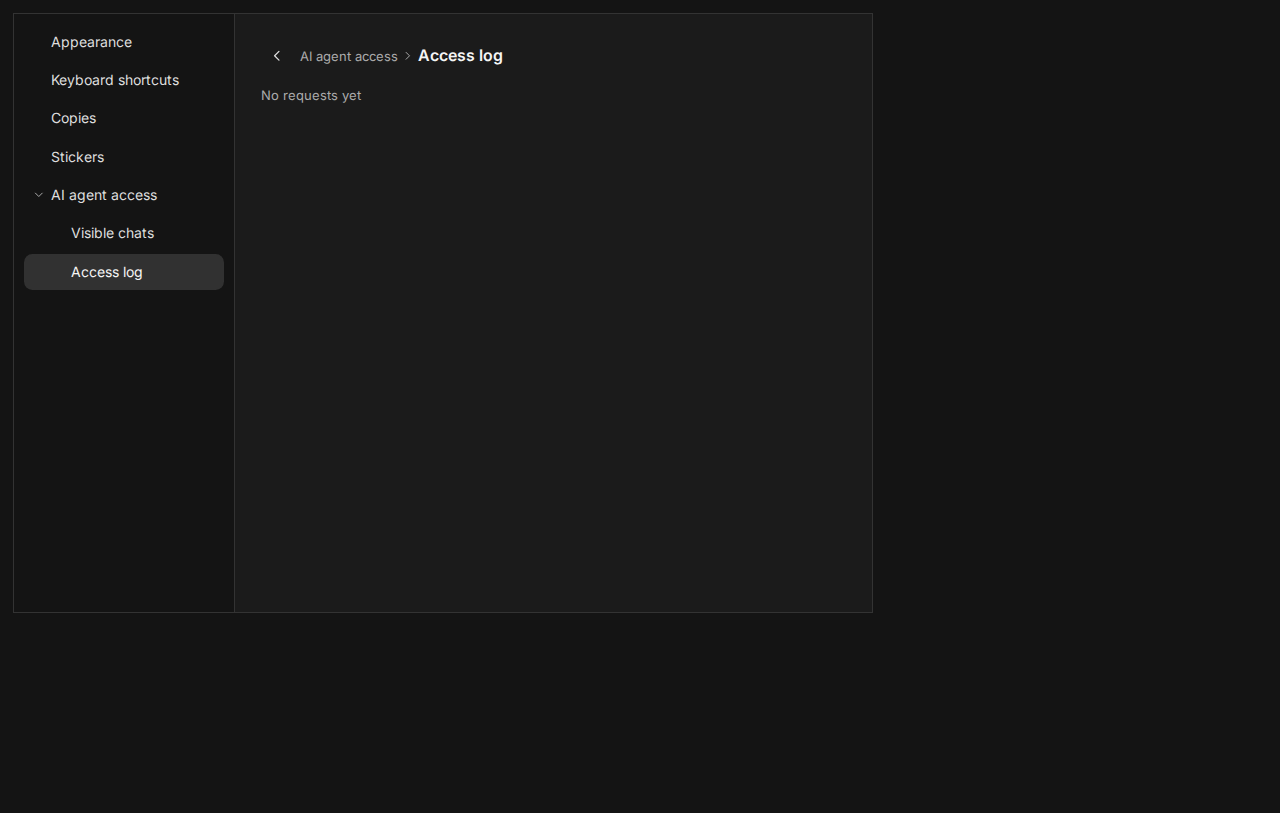 Appearance
Keyboard shortcuts
Copies
Stickers
AI agent access
Visible chats
Access log
AI agent access > Access log
No requests yet